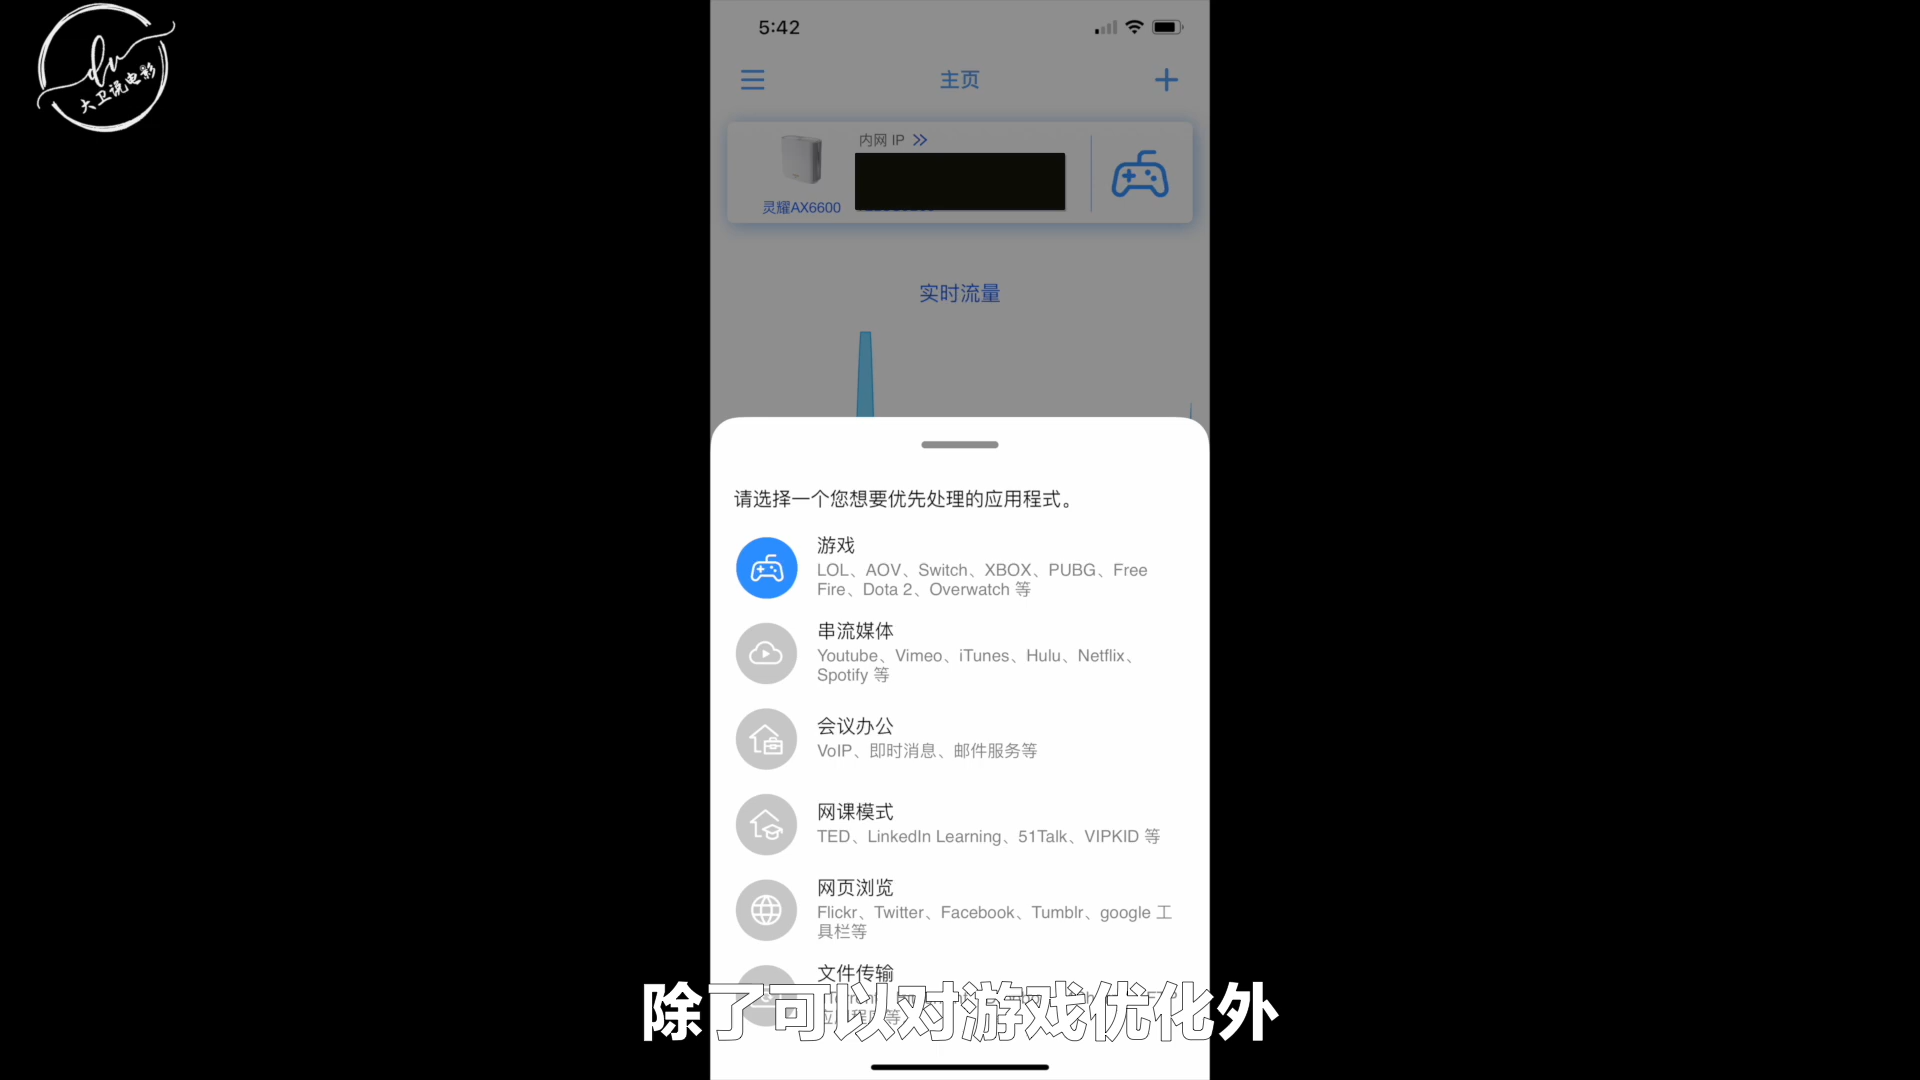 大卫说电影
5:42
主页
内网 IP
灵耀AX6600
实时流量
请选择一个您想要优先处理的应用程式。
游戏
LOL、AOV、Switch、XBOX、PUBG、Free
Fire、Dota 2、Overwatch 等
串流媒体
Youtube、Vimeo、iTunes、Hulu、Netflix、
Spotify 等
会议办公
VoIP、即时消息、邮件服务等
网课模式
TED、LinkedIn Learning、51Talk、VIPKID 等
网页浏览
Flickr、Twitter、Facebook、Tumblr、google 工
具栏等
文件传输
除了可以对游戏优化外